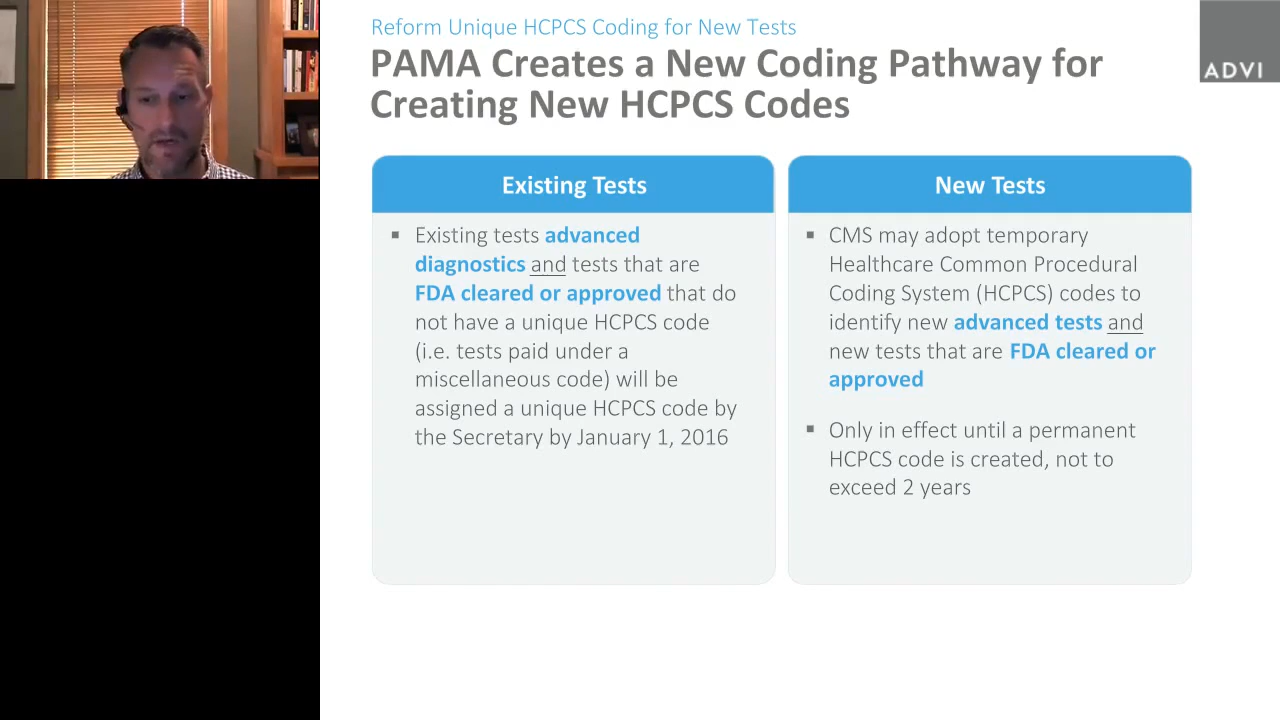 Reform Unique HCPCS Coding for New Tests
PAMA Creates a New Coding Pathway for
Creating New HCPCS Codes
ADVI
Existing Tests
▪ Existing tests advanced
diagnostics and tests that are
FDA cleared or approved that do
not have a unique HCPCS code
(i.e. tests paid under a
miscellaneous code) will be
assigned a unique HCPCS code by
the Secretary by January 1, 2016
New Tests
▪ CMS may adopt temporary
Healthcare Common Procedural
Coding System (HCPCS) codes to
identify new advanced tests and
new tests that are FDA cleared or
approved
▪ Only in effect until a permanent
HCPCS code is created, not to
exceed 2 years